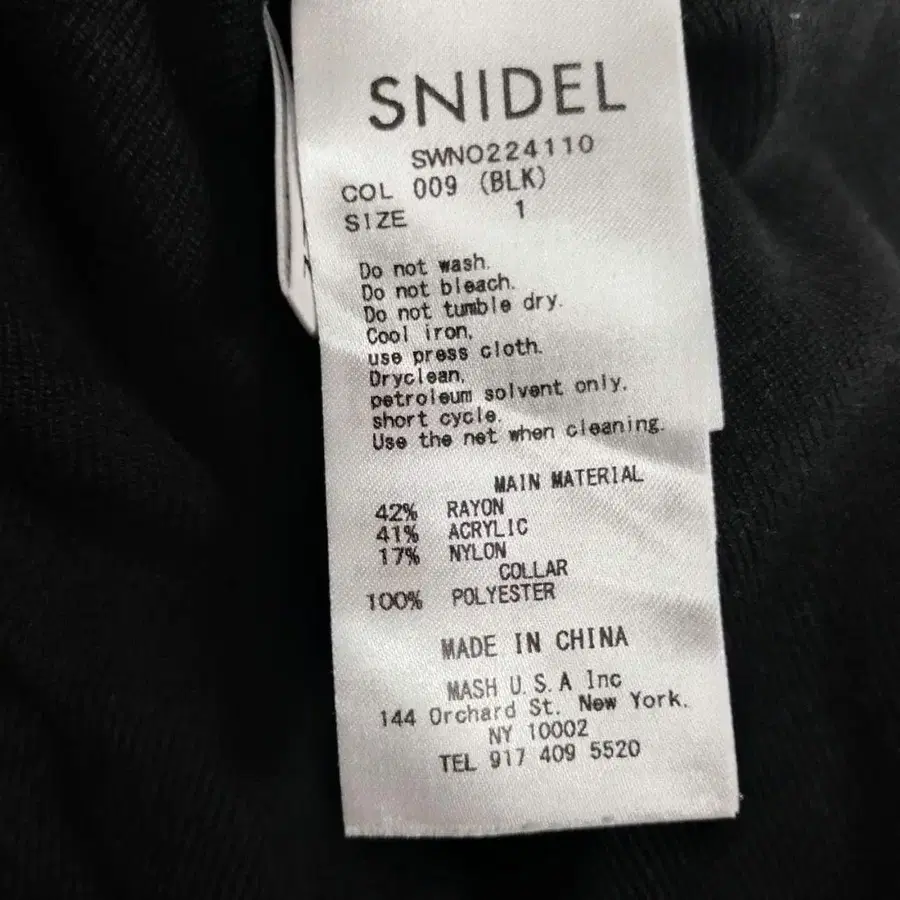 SNIDEL
SWNO224110
COL 009 (BLK)
SIZE 1
Do not wash.
Do not bleach.
Do not tumble dry.
Cool iron,
use press cloth.
Dryclean,
petroleum solvent only,
short cycle.
Use the net when cleaning.
MAIN MATERIAL
42% RAYON
41% ACRYLIC
17% NYLON
COLLAR
100% POLYESTER
MADE IN CHINA
MASH U.S.A Inc
144 Orchard St. New York.
NY 10002
TEL 917 409 5520